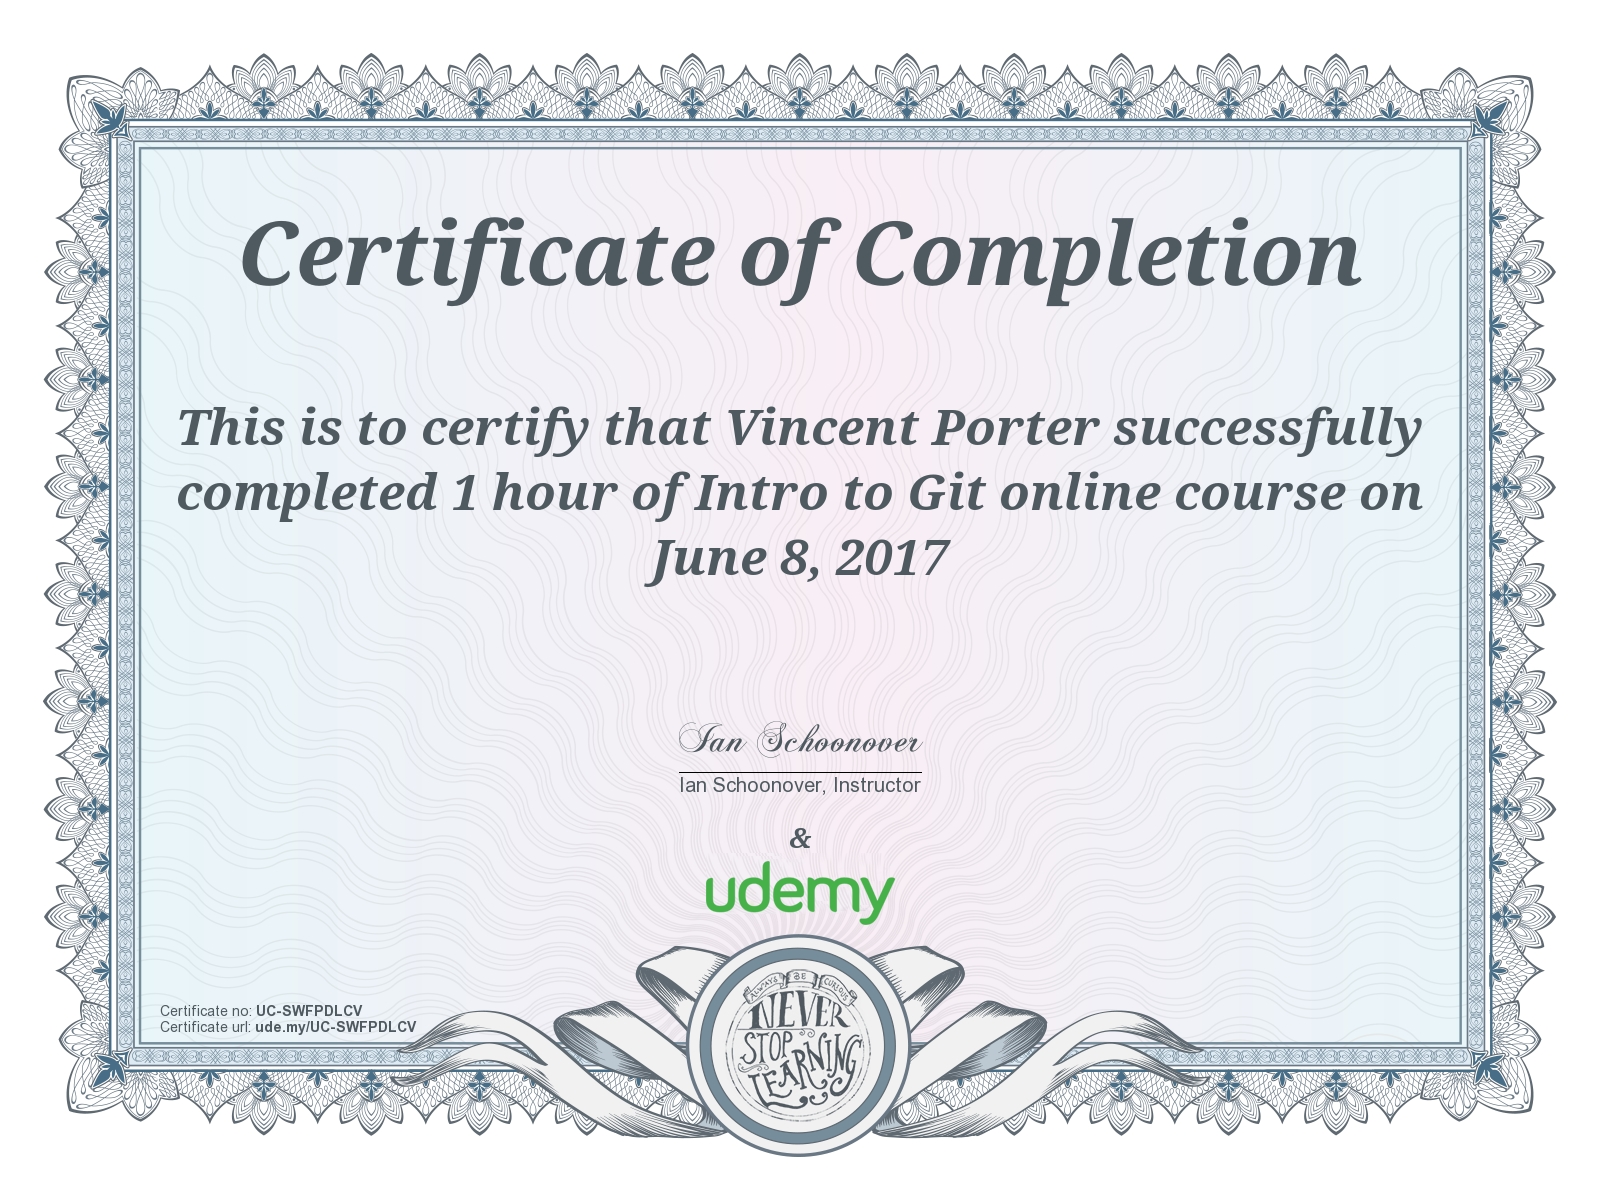 Certificate of Completion
This is to certify that Vincent Porter successfully
completed 1 hour of Intro to Git online course on
June 8, 2017
Ian Schoonover
Ian Schoonover, Instructor
&
udemy
Certificate no: UC-SWFPDLCV
Certificate url: ude.my/UC-SWFPDLCV
ALWAYS BE CURIOUS
NEVER
STOP
LEARNING